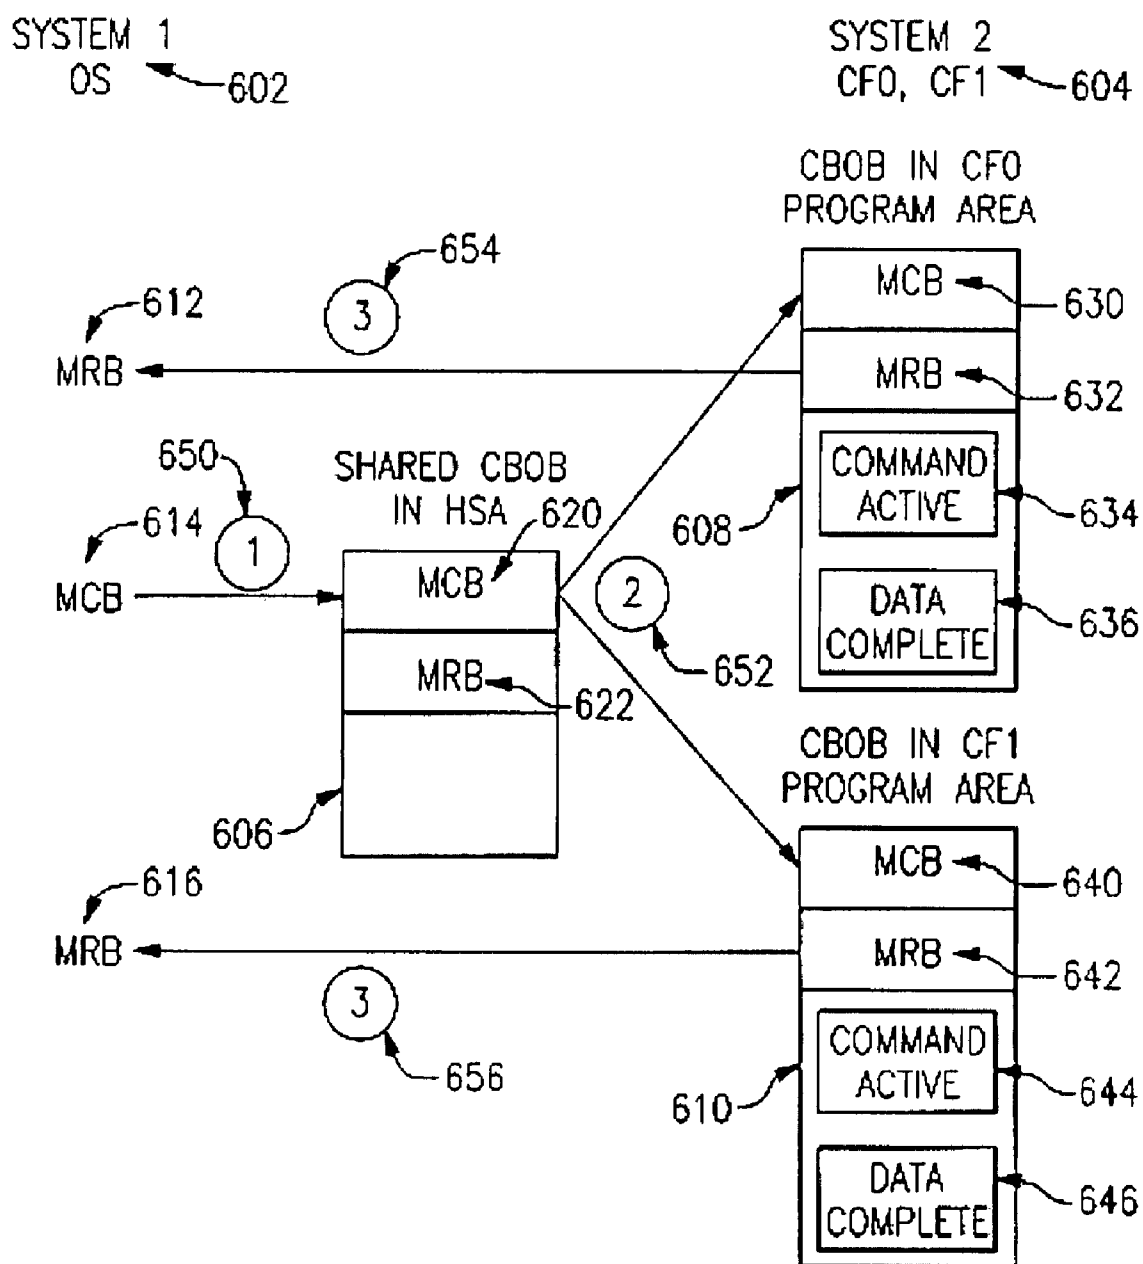 SYSTEM 1
OS
602
SYSTEM 2
CF0, CF1
604
CBOB IN CF0
PROGRAM AREA
654
3
612
MRB
MCB
630
MRB
632
650
1
614
MCB
SHARED CBOB
IN HSA
620
MCB
MRB
622
606
2
652
608
COMMAND
ACTIVE
634
DATA
COMPLETE
636
CBOB IN CF1
PROGRAM AREA
616
MRB
3
656
MCB
640
MRB
642
610
COMMAND
ACTIVE
644
DATA
COMPLETE
646